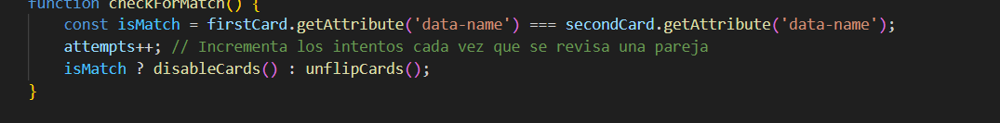 function checkForMatch() {
const isMatch = firstCard.getAttribute('data-name') === secondCard.getAttribute('data-name');
attempts++; // Incrementa los intentos cada vez que se revisa una pareja
isMatch ? disableCards() : unflipCards();
}